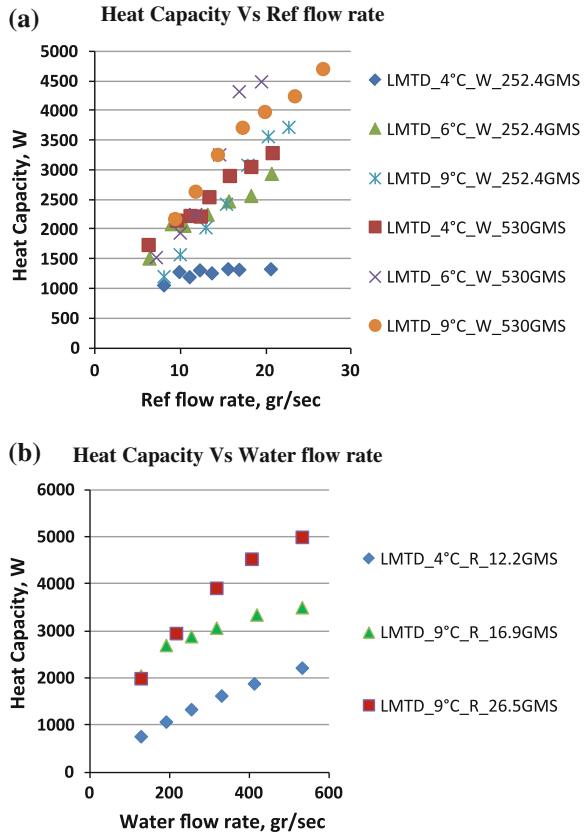 (a) Heat Capacity Vs Ref flow rate
5000
4500
4000
3500
3000
2500
2000
1500
1000
500
0
Heat Capacity, W
0 10 20 30
Ref flow rate, gr/sec
LMTD_4°C_W_252.4GMS
LMTD_6°C_W_252.4GMS
LMTD_9°C_W_252.4GMS
LMTD_4°C_W_530GMS
LMTD_6°C_W_530GMS
LMTD_9°C_W_530GMS
(b) Heat Capacity Vs Water flow rate
6000
5000
4000
3000
2000
1000
0
Heat Capacity, W
0 200 400 600
Water flow rate, gr/sec
LMTD_4°C_R_12.2GMS
LMTD_9°C_R_16.9GMS
LMTD_9°C_R_26.5GMS